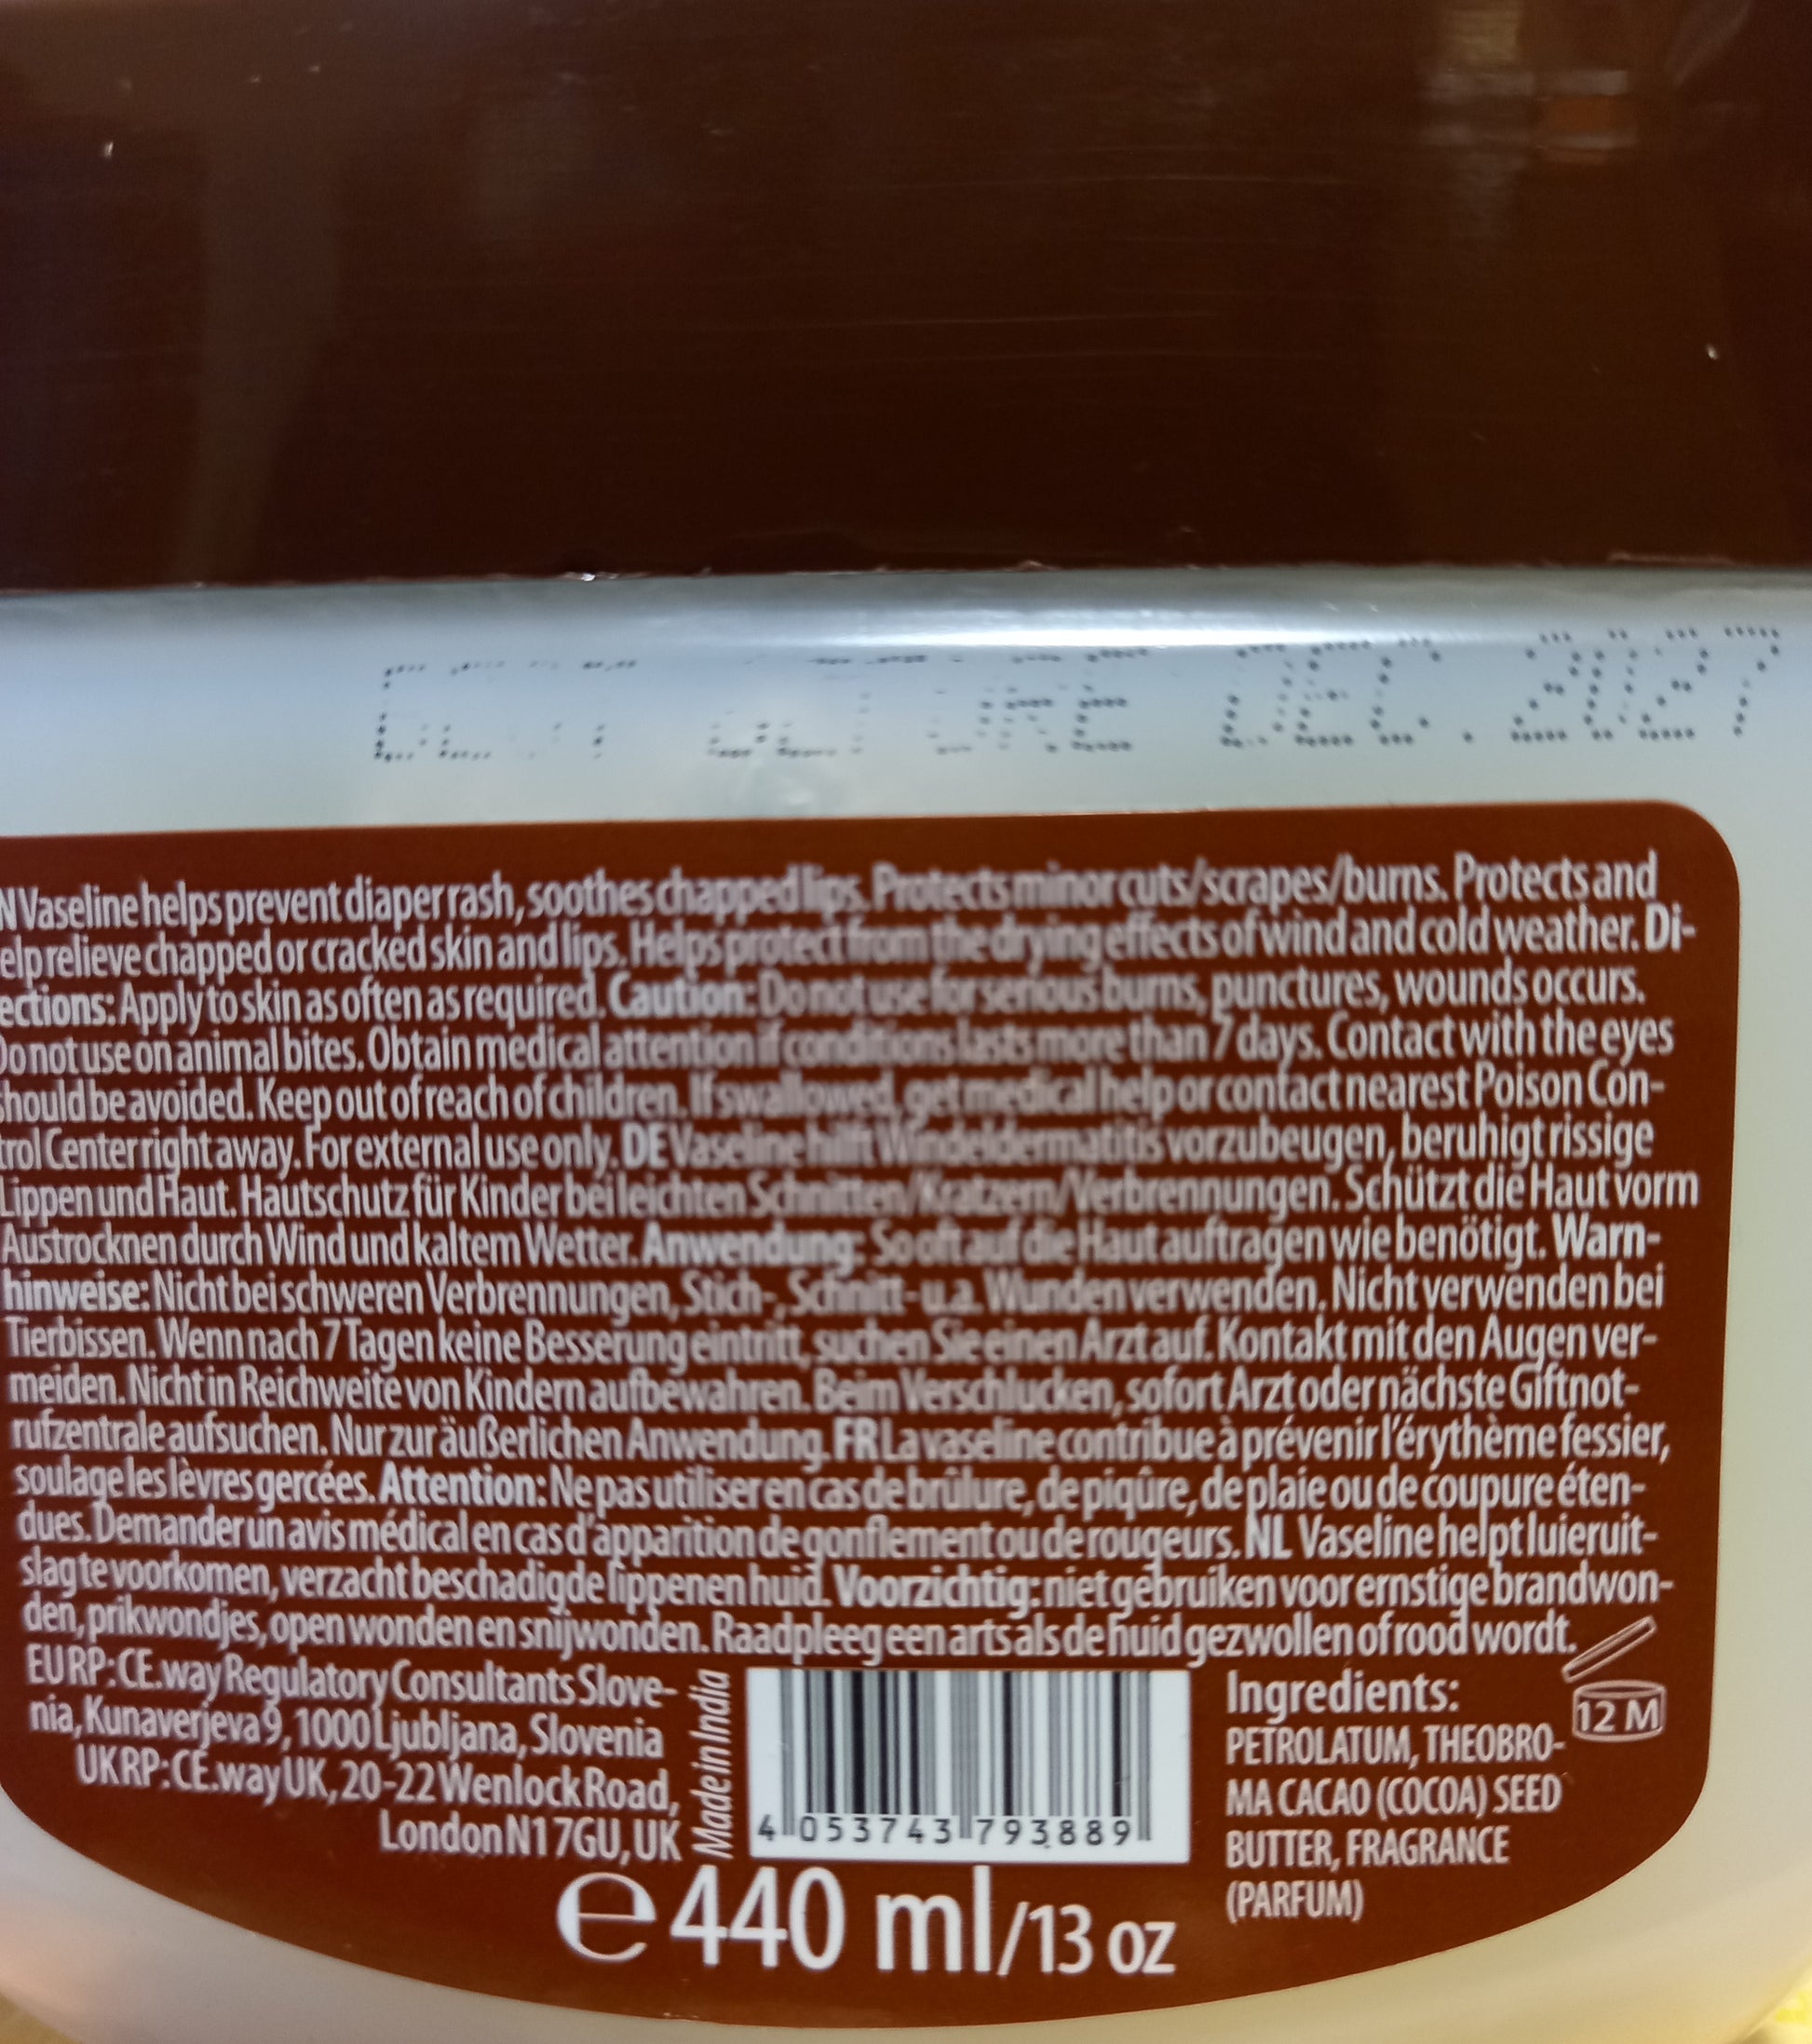 BEST BEFORE DEC. 2027
N Vaseline helps prevent diaper rash, soothes chapped lips. Protects minor cuts/scrapes/burns. Protects and
elp relieve chapped or cracked skin and lips. Helps protect from the drying effects of wind and cold weather. Di-
ections: Apply to skin as often as required. Caution: Do not use for serious burns, punctures, wounds occurs.
Do not use on animal bites. Obtain medical attention if conditions lasts more than 7 days. Contact with the eyes
should be avoided. Keep out of reach of children. If swallowed, get medical help or contact nearest Poison Con-
trol Center right away. For external use only. DE Vaseline hilft Windeldermatitis vorzubeugen, beruhigt rissige
Lippen und Haut. Hautschutz für Kinder bei leichten Schnitten/Kratzern/Verbrennungen. Schützt die Haut vorm
Austrocknen durch Wind und kaltem Wetter. Anwendung: So oft auf die Haut auftragen wie benötigt. Warn-
hinweise: Nicht bei schweren Verbrennungen, Stich-, Schnitt- u.a. Wunden verwenden. Nicht verwenden bei
Tierbissen. Wenn nach 7 Tagen keine Besserung eintritt, suchen Sie einen Arzt auf. Kontakt mit den Augen ver-
meiden. Nicht in Reichweite von Kindern aufbewahren. Beim Verschlucken, sofort Arzt oder nächste Giftnot-
rufzentrale aufsuchen. Nur zur äußerlichen Anwendung. FR La vaseline contribue à prévenir l'érythème fessier,
soulage les lèvres gercées. Attention: Ne pas utiliser en cas de brûlure, de piqûre, de plaie ou de coupure éten-
dues. Demander un avis médical en cas d'apparition de gonflement ou de rougeurs. NL Vaseline helpt luieruit-
slag te voorkomen, verzacht beschadigde lippen en huid. Voorzichtig: niet gebruiken voor ernstige brandwon-
den, prikwondjes, open wonden en snijwonden. Raadpleeg een arts als de huid gezwollen of rood wordt.
EU RP: CE.way Regulatory Consultants Slove-
nia, Kunaverjeva 9, 1000 Ljubljana, Slovenia
UK RP: CE.way UK, 20-22 Wenlock Road,
London N1 7GU, UK
Made in India
4 053743 793889
Ingredients:
PETROLATUM, THEOBRO-
MA CACAO (COCOA) SEED
BUTTER, FRAGRANCE
(PARFUM)
12 M
e 440 ml/13 oz